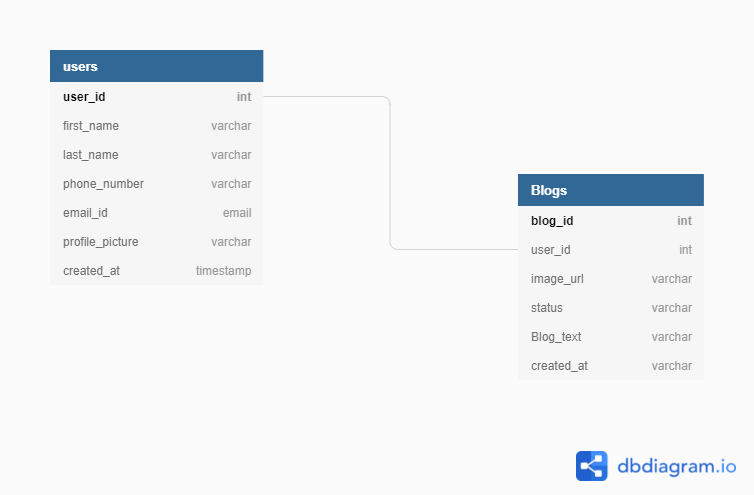 users
user_id int
first_name varchar
last_name varchar
phone_number varchar
email_id email
profile_picture varchar
created_at timestamp
Blogs
blog_id int
user_id int
image_url varchar
status varchar
Blog_text varchar
created_at varchar
dbdiagram.io